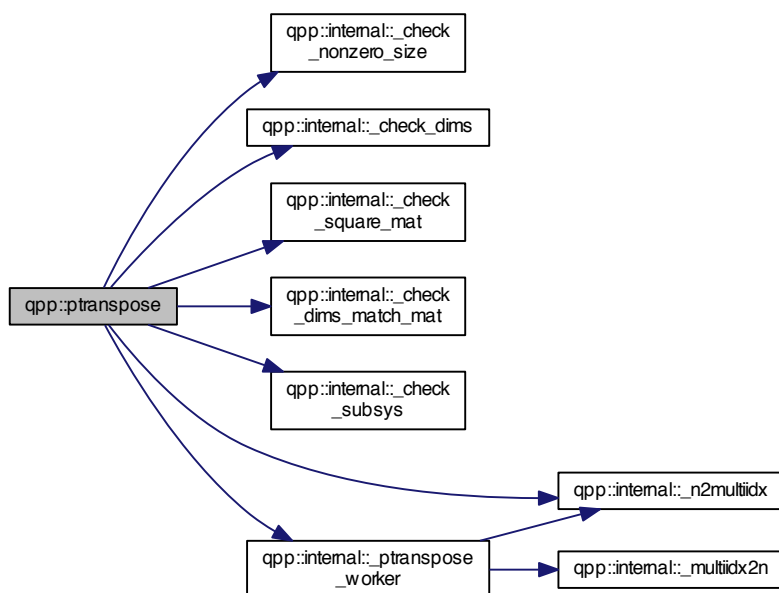 qpp::internal::_check
_nonzero_size
qpp::internal::_check_dims
qpp::internal::_check
_square_mat
qpp::ptranspose
qpp::internal::_check
_dims_match_mat
qpp::internal::_check
_subsys
qpp::internal::_n2multiidx
qpp::internal::_ptranspose
_worker
qpp::internal::_multiidx2n